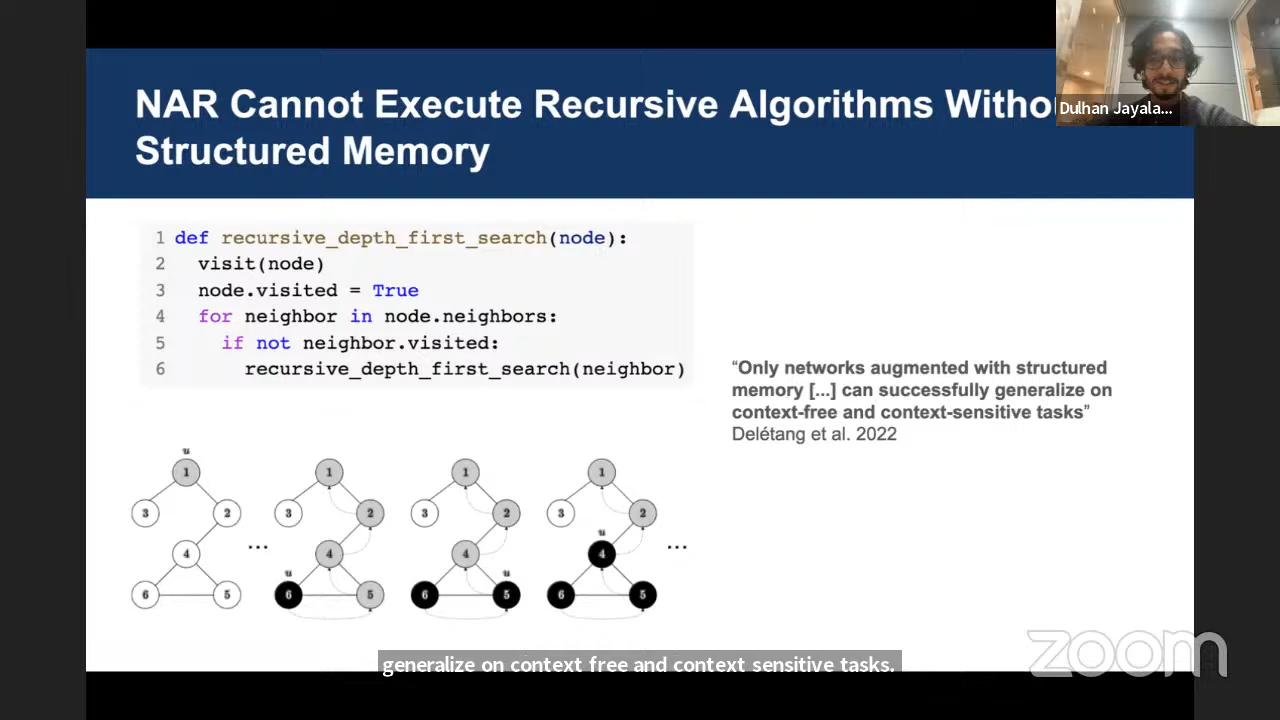 NAR Cannot Execute Recursive Algorithms Witho
Structured Memory
Dulhan Jayala...
1 def recursive_depth_first_search(node):
2 visit(node)
3 node.visited = True
4 for neighbor in node.neighbors:
5 if not neighbor.visited:
6 recursive_depth_first_search(neighbor)
“Only networks augmented with structured
memory [...] can successfully generalize on
context-free and context-sensitive tasks”
Delétang et al. 2022
u
1 1 1 1
3 2 3 2 3 2 3 2
u
4 ... 4 4 4 ...
u u
6 5 6 5 6 5 6 5
generalize on context free and context sensitive tasks.
zoom